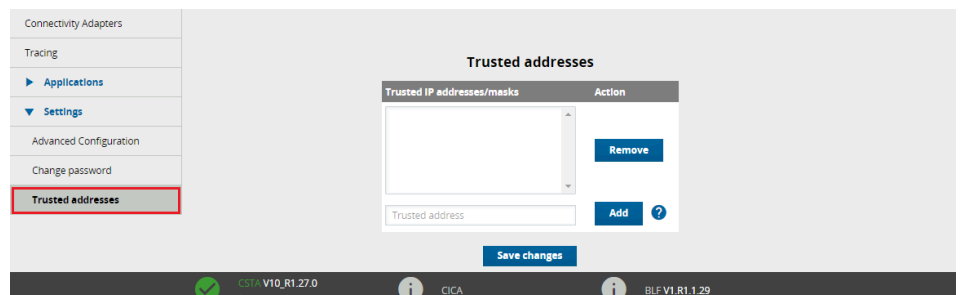 Connectivity Adapters
Tracing
Applications
Settings
Advanced Configuration
Change password
Trusted addresses
Trusted addresses
Trusted IP addresses/masks Action
Remove
Trusted address Add ?
Save changes
CSTA V10_R1.27.0 i CICA i BLF V1.R1.1.29